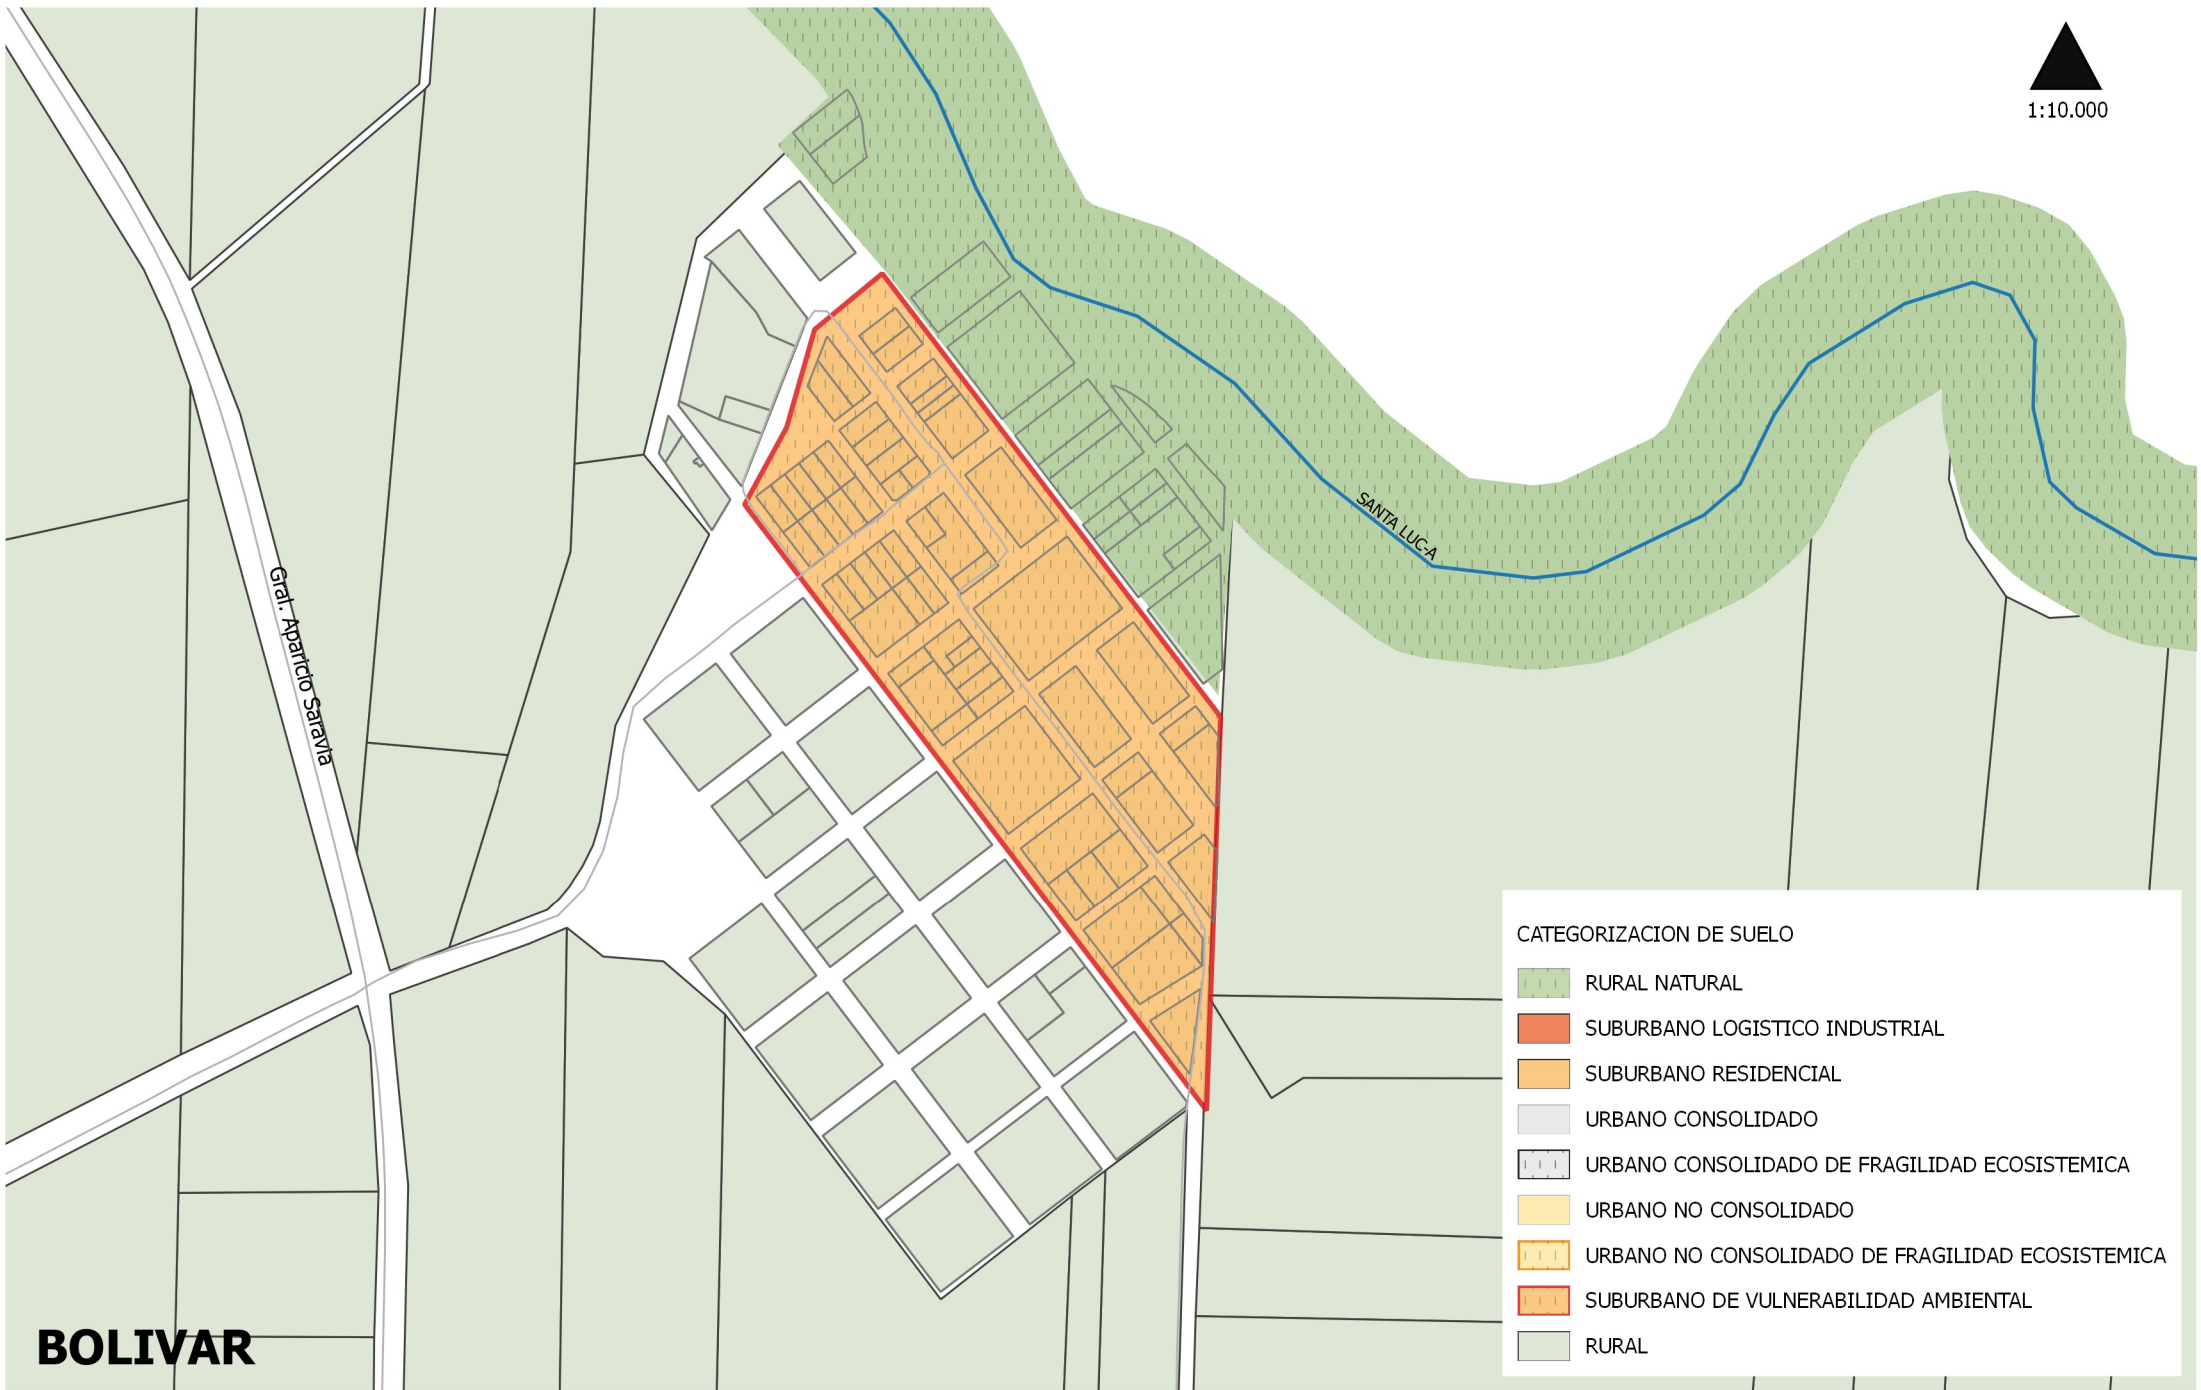 1:10.000
SANTA LUC-A
Gral. Aparicio Saravia
CATEGORIZACION DE SUELO
RURAL NATURAL
SUBURBANO LOGISTICO INDUSTRIAL
SUBURBANO RESIDENCIAL
URBANO CONSOLIDADO
URBANO CONSOLIDADO DE FRAGILIDAD ECOSISTEMICA
URBANO NO CONSOLIDADO
URBANO NO CONSOLIDADO DE FRAGILIDAD ECOSISTEMICA
SUBURBANO DE VULNERABILIDAD AMBIENTAL
RURAL
BOLIVAR